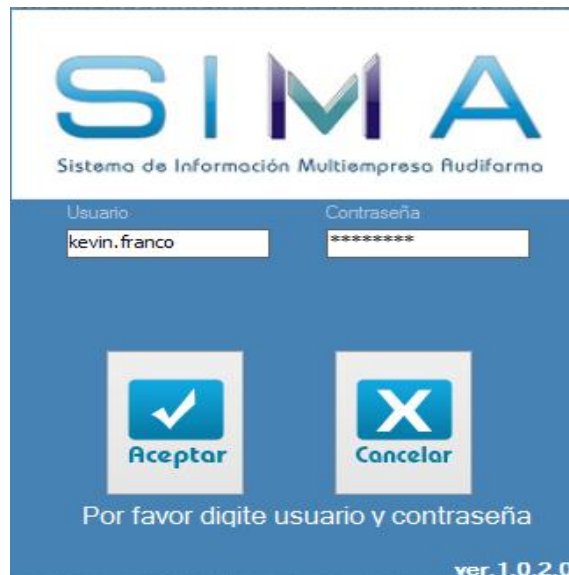 SIMA
Sistema de Información Multiempresa Audifarma
Usuario Contraseña
kevin.franco ********
Aceptar Cancelar
Por favor digite usuario y contraseña
ver.1.0.2.0